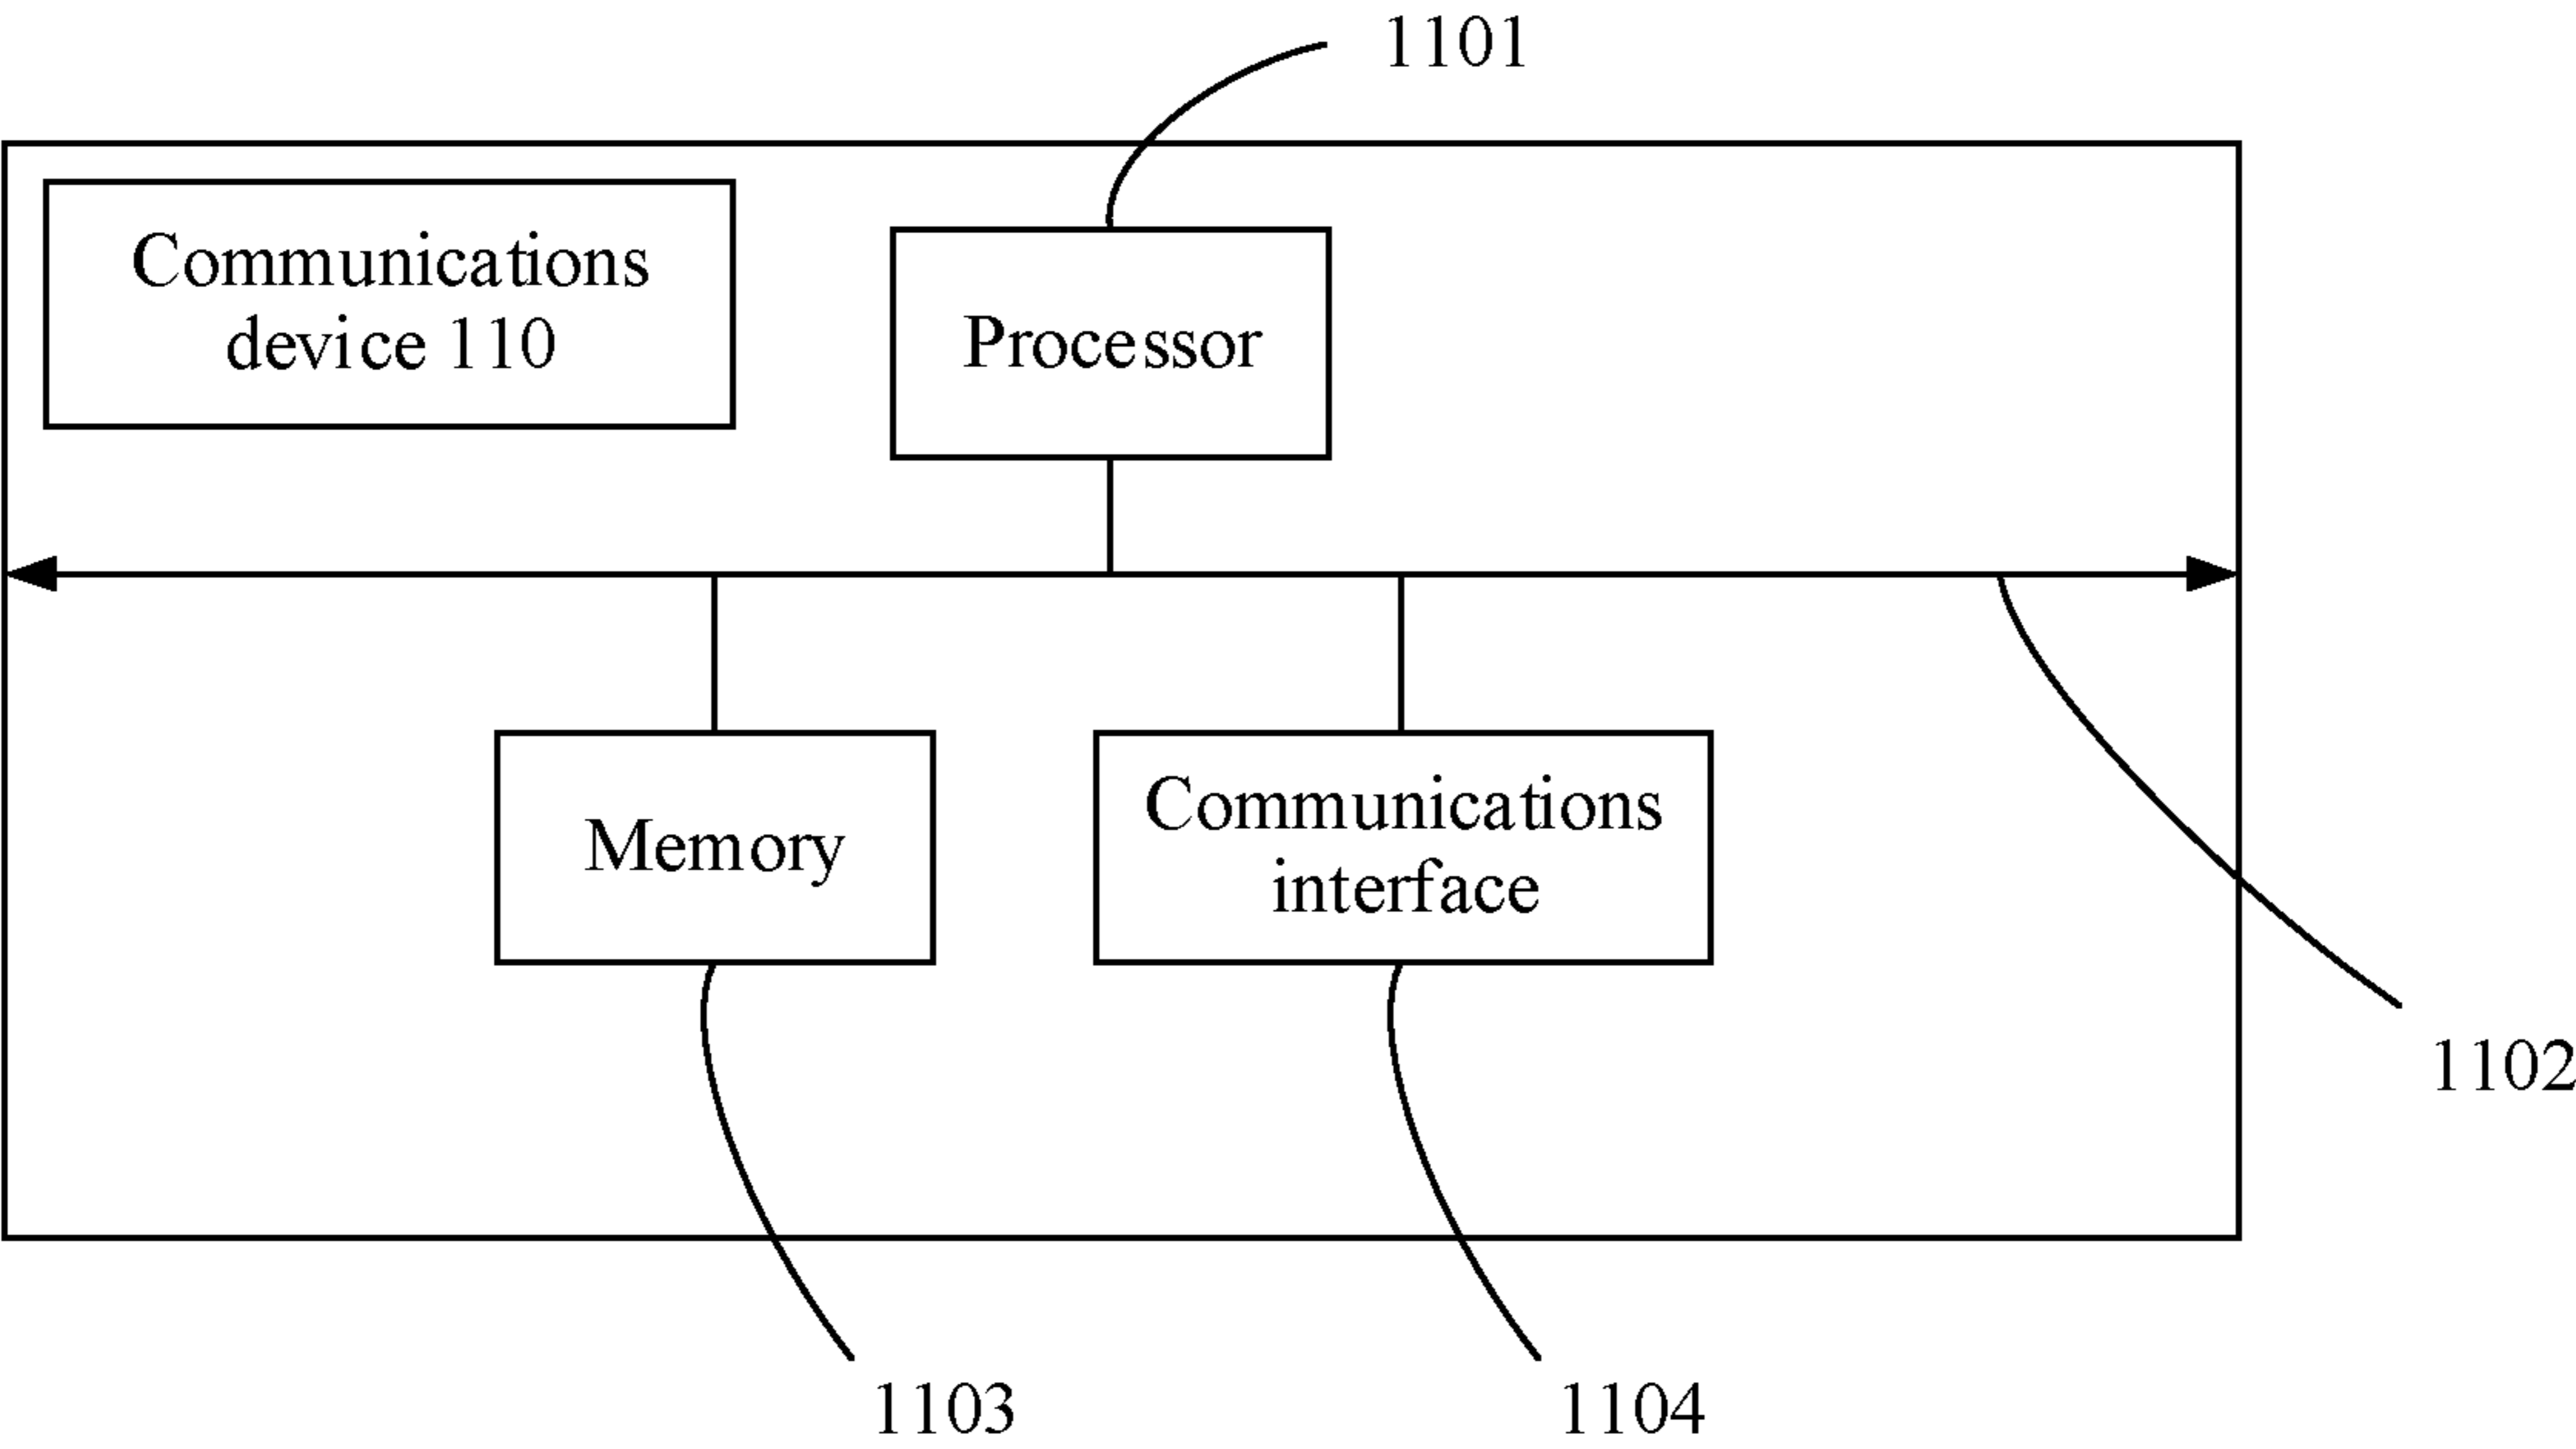 1101
Communications
device 110
Processor
Memory
Communications
interface
1102
1103
1104